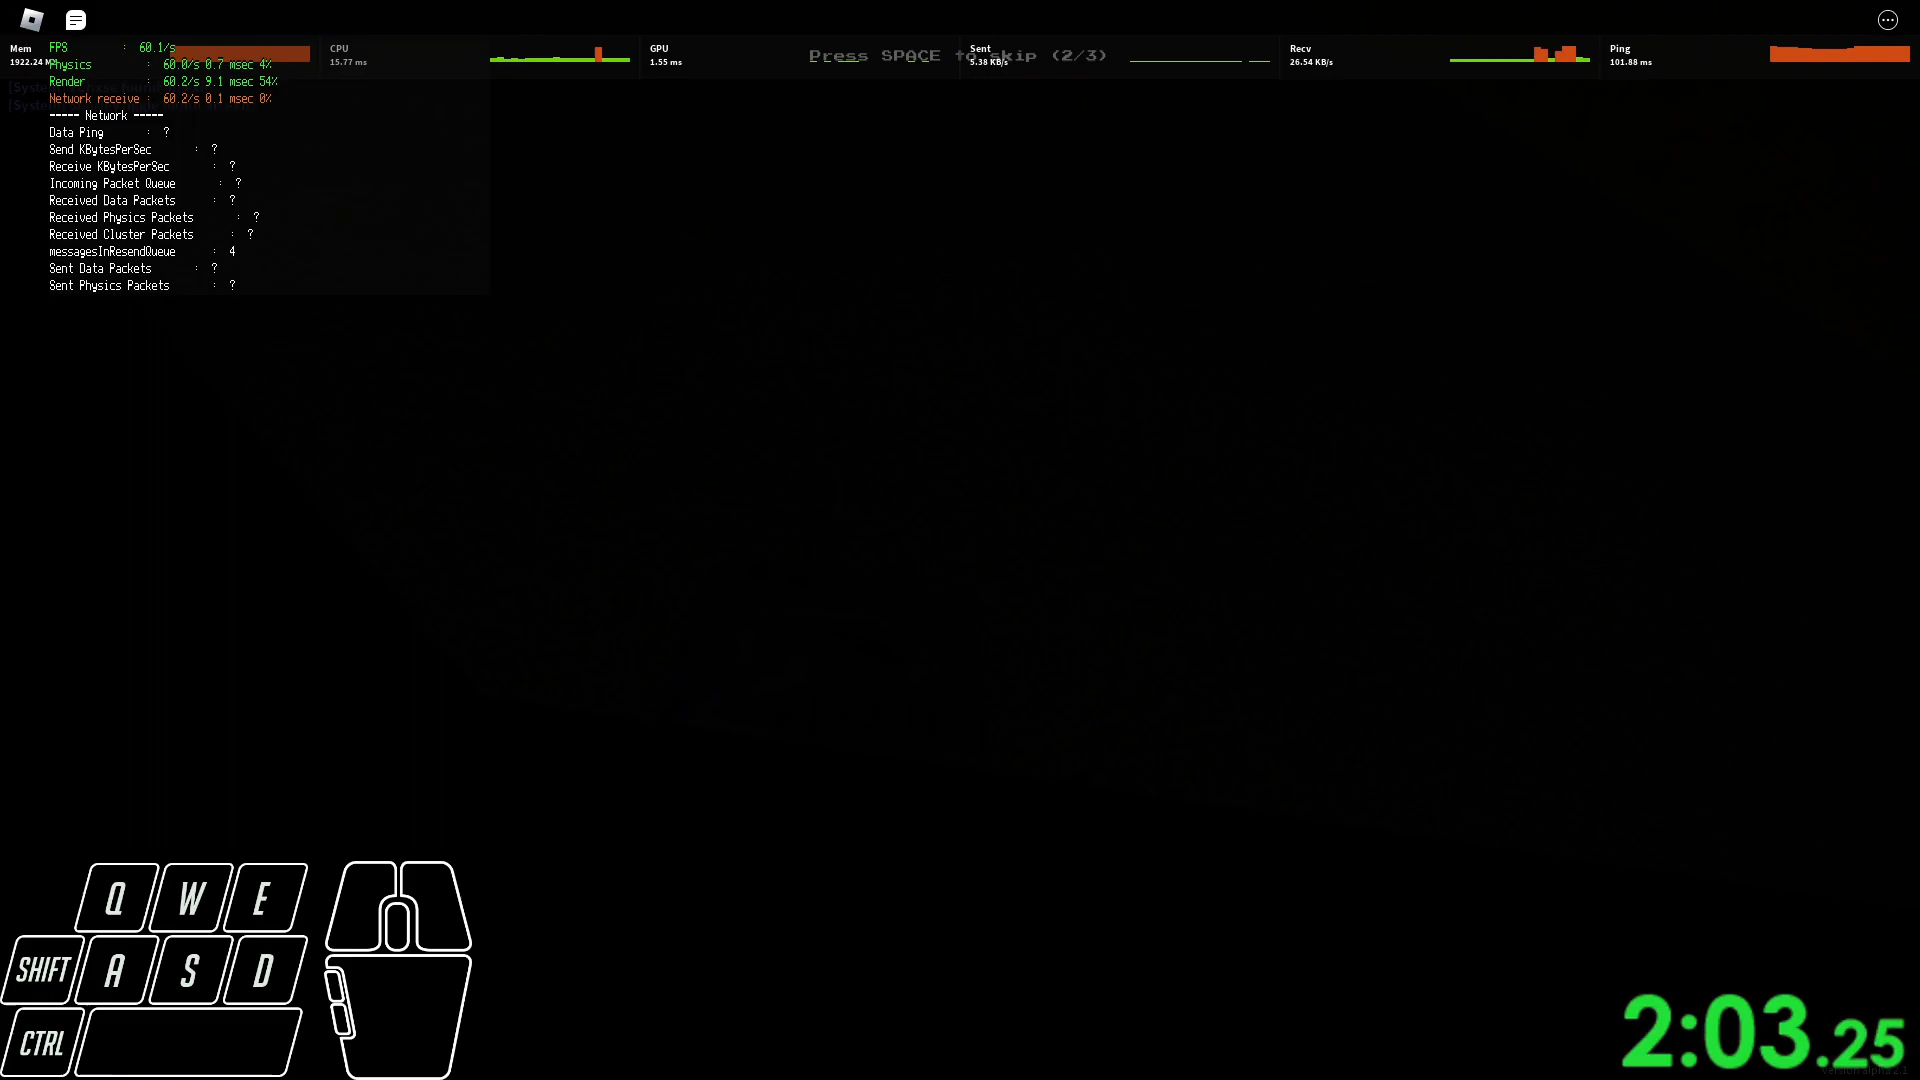 Mem
1922.24 M
FPS : 60.1/s
CPU
15.77 ms
GPU
1.55 ms
Press SPACE to skip (2/3)
Sent
5.38 KB/s
Recv
26.54 KB/s
Ping
101.88 ms
Physics : 60.0/s 0.7 msec 4%
Render : 60.2/s 9.1 msec 54%
Network receive : 60.2/s 0.1 msec 0%
----- Network -----
Data Ping : ?
Send KBytesPerSec : ?
Receive KBytesPerSec : ?
Incoming Packet Queue : ?
Received Data Packets : ?
Received Physics Packets : ?
Received Cluster Packets : ?
messagesInResendQueue : 4
Sent Data Packets : ?
Sent Physics Packets : ?
Q W E
SHIFT A S D
CTRL
2:03.25